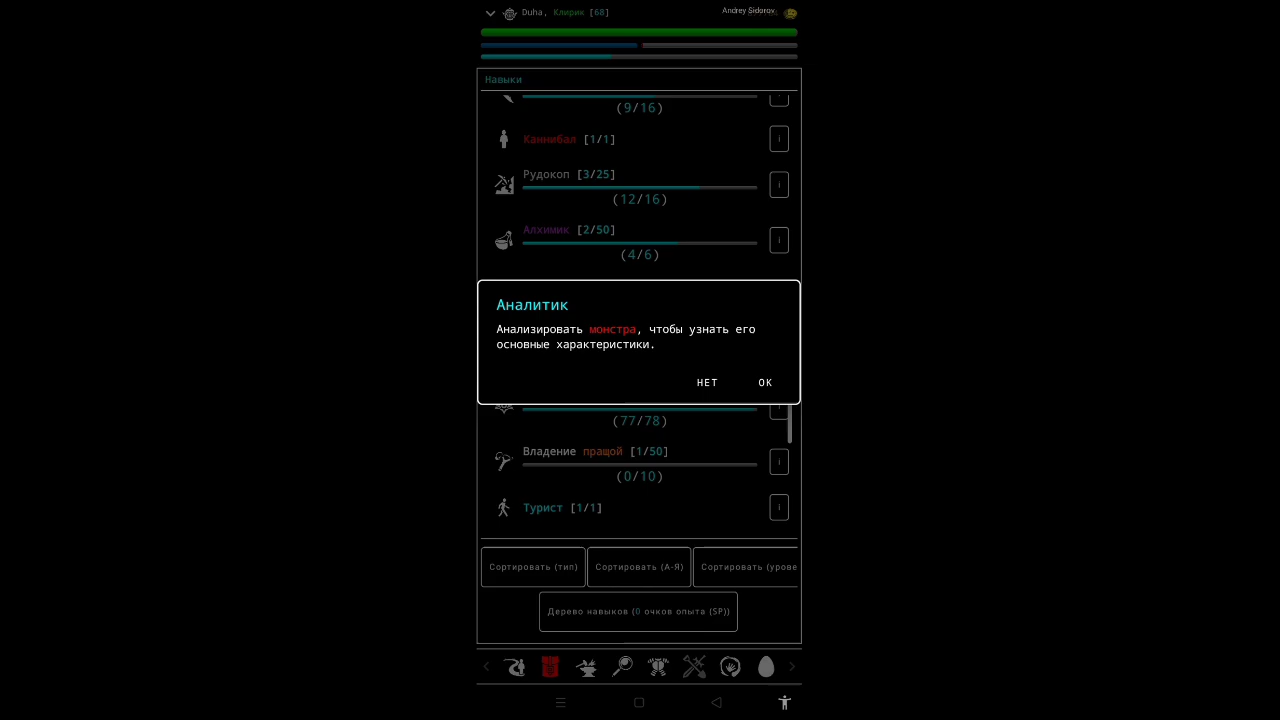 Duha, Клирик [68]
Andrey Sidorov
Навыки
(9/16)
Каннибал [1/1]
i
Рудокоп [3/25]
i
(12/16)
Алхимик [2/50]
i
(4/6)
Аналитик
Анализировать монстра, чтобы узнать его
основные характеристики.
НЕТ OK
(77/78)
Владение пращой [1/50]
i
(0/10)
Турист [1/1]
i
Сортировать (тип) Сортировать (А-Я) Сортировать (урове
Дерево навыков (0 очков опыта (SP))